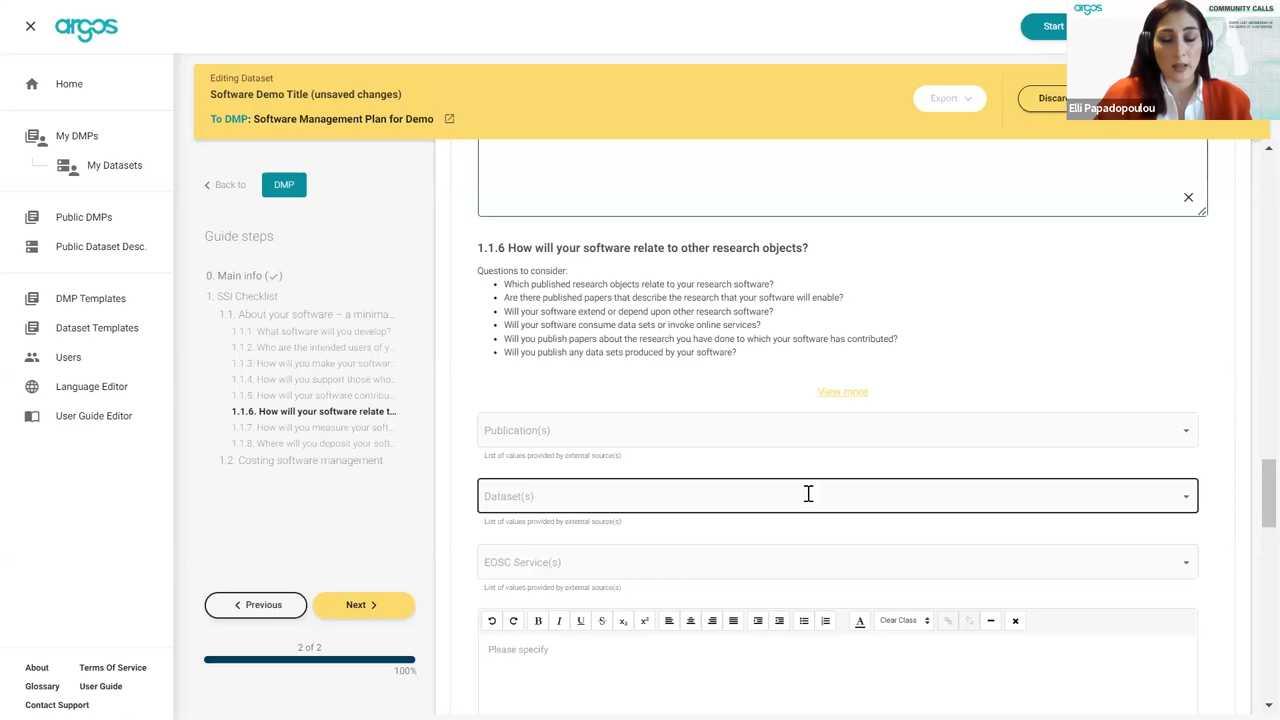 argos
Start
argos
COMMUNITY CALLS
Elli Papadopoulou
Home
My DMPs
My Datasets
Public DMPs
Public Dataset Desc.
DMP Templates
Dataset Templates
Users
Language Editor
User Guide Editor
About
Terms Of Service
Glossary
User Guide
Contact Support
Editing Dataset
Software Demo Title (unsaved changes)
To DMP: Software Management Plan for Demo
Export
Discar
Back to
DMP
Guide steps
0. Main info (✓)
1. SSI Checklist
1.1. About your software – a minima...
1.1.1. What software will you develop?
1.1.2. Who are the intended users of y...
1.1.3. How will you make your softwar...
1.1.4. How will you support those who...
1.1.5. How will your software contribu...
1.1.6. How will your software relate t...
1.1.7. How will you measure your soft...
1.1.8. Where will you deposit your soft...
1.2. Costing software management
Previous
Next
2 of 2
100%
1.1.6 How will your software relate to other research objects?
Questions to consider:
• Which published research objects relate to your research software?
• Are there published papers that describe the research that your software will enable?
• Will your software extend or depend upon other research software?
• Will your software consume data sets or invoke online services?
• Will you publish papers about the research you have done to which your software has contributed?
• Will you publish any data sets produced by your software?
View more
Publication(s)
List of values provided by external source(s)
Dataset(s)
List of values provided by external source(s)
EOSC Service(s)
List of values provided by external source(s)
B I U S x₂ x² A Clear Class
Please specify